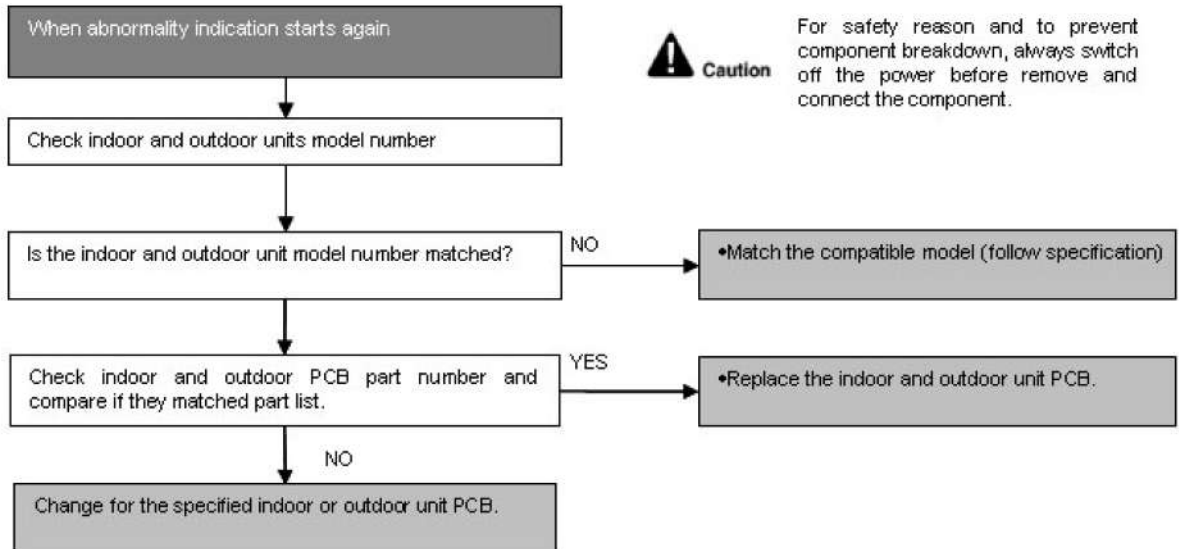 When abnormality indication starts again
For safety reason and to prevent
component breakdown, always switch
off the power before remove and
connect the component.
Caution
Check indoor and outdoor units model number
Is the indoor and outdoor unit model number matched?
NO
•Match the compatible model (follow specification)
Check indoor and outdoor PCB part number and
compare if they matched part list.
YES
•Replace the indoor and outdoor unit PCB.
NO
Change for the specified indoor or outdoor unit PCB.